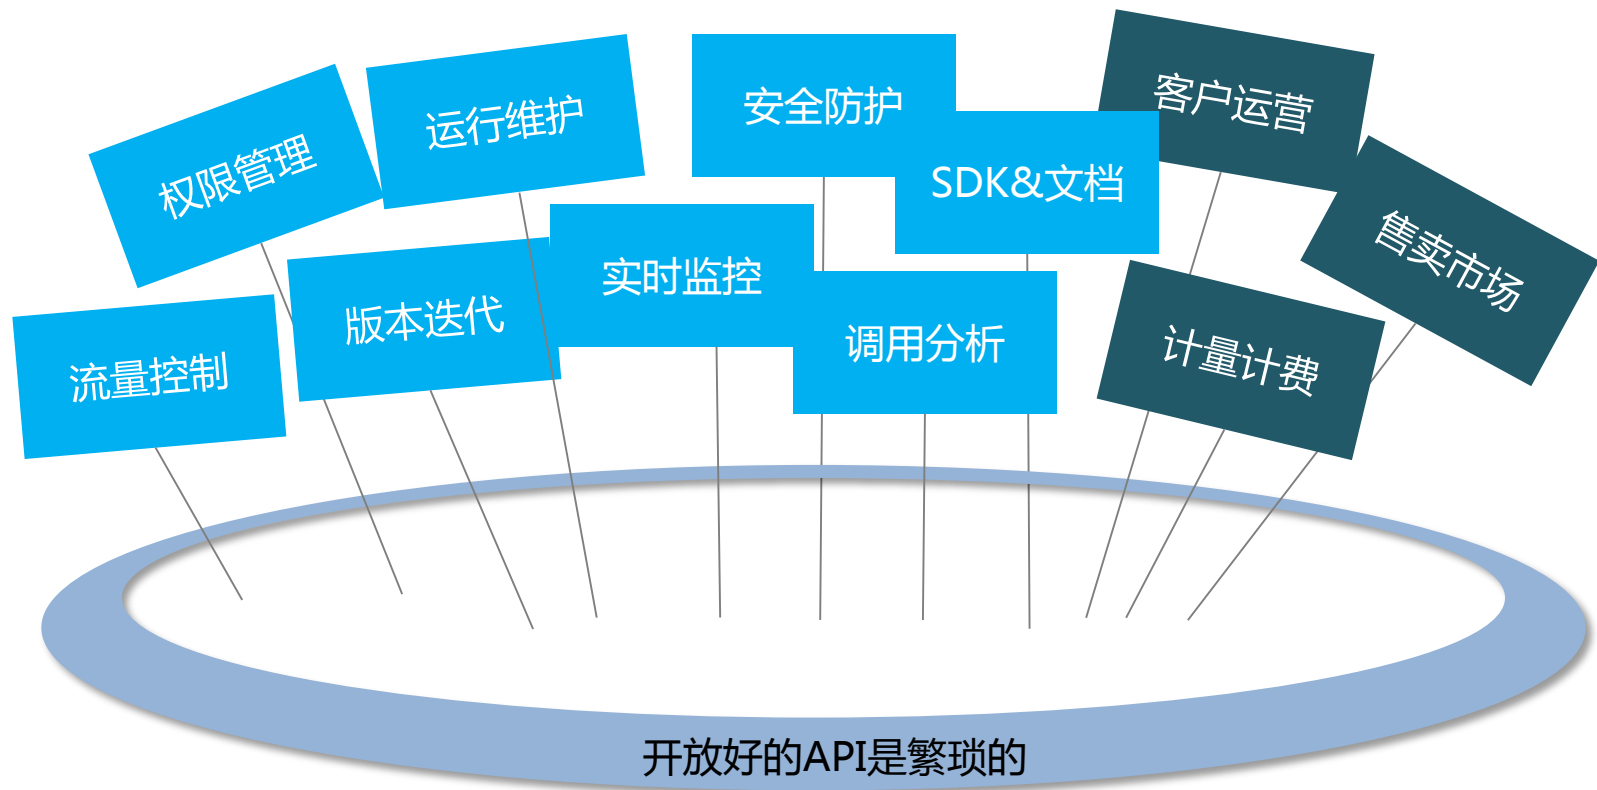 权限管理
运行维护
安全防护
客户运营
SDK&文档
售卖市场
流量控制
版本迭代
实时监控
调用分析
计量计费
开放好的API是繁琐的